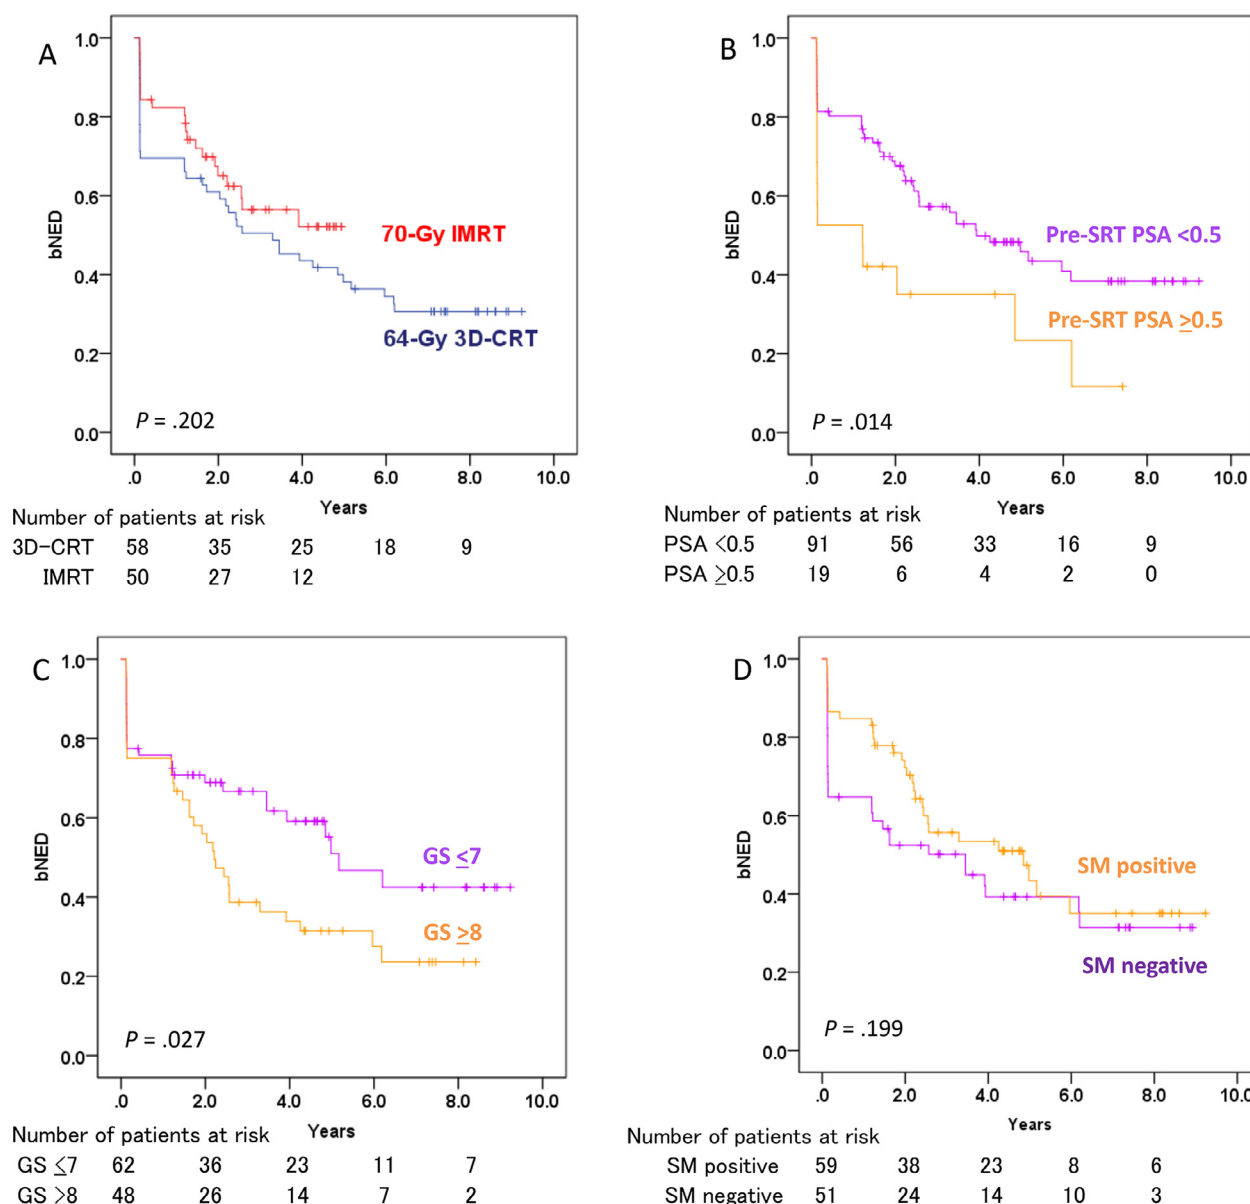 A
1.0
0.8
0.6
0.4
0.2
0.0
bNED
70-Gy IMRT
64-Gy 3D-CRT
P = .202
.0 2.0 4.0 6.0 8.0 10.0
Years
Number of patients at risk
3D-CRT 58 35 25 18 9
IMRT 50 27 12
B
1.0
0.8
0.6
0.4
0.2
0.0
bNED
Pre-SRT PSA <0.5
Pre-SRT PSA ≥0.5
P = .014
.0 2.0 4.0 6.0 8.0 10.0
Years
Number of patients at risk
PSA <0.5 91 56 33 16 9
PSA ≥0.5 19 6 4 2 0
C
1.0
0.8
0.6
0.4
0.2
0.0
bNED
GS ≤7
GS ≥8
P = .027
.0 2.0 4.0 6.0 8.0 10.0
Years
Number of patients at risk
GS ≤7 62 36 23 11 7
GS >8 48 26 14 7 2
D
1.0
0.8
0.6
0.4
0.2
0.0
bNED
SM positive
SM negative
P = .199
.0 2.0 4.0 6.0 8.0 10.0
Years
Number of patients at risk
SM positive 59 38 23 8 6
SM negative 51 24 14 10 3